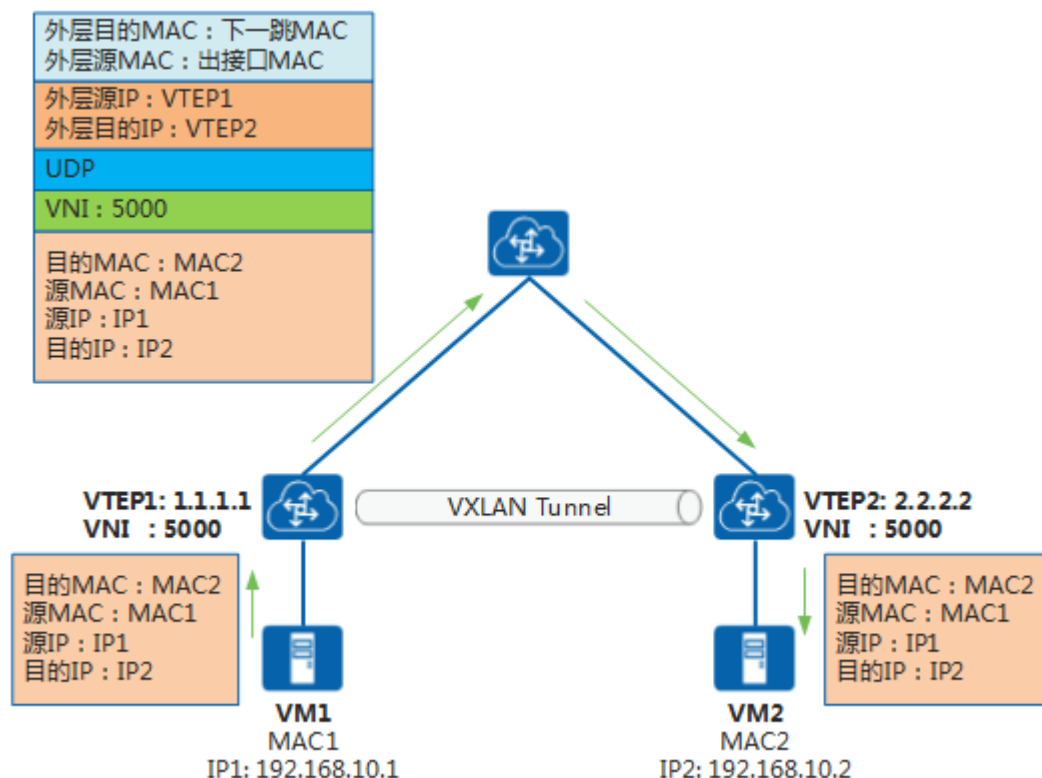 外层目的MAC：下一跳MAC
外层源MAC：出接口MAC
外层源IP：VTEP1
外层目的IP：VTEP2
UDP
VNI：5000
目的MAC：MAC2
源MAC：MAC1
源IP：IP1
目的IP：IP2
VTEP1: 1.1.1.1
VNI ：5000
VXLAN Tunnel
VTEP2: 2.2.2.2
VNI ：5000
目的MAC：MAC2
源MAC：MAC1
源IP：IP1
目的IP：IP2
目的MAC：MAC2
源MAC：MAC1
源IP：IP1
目的IP：IP2
VM1
MAC1
IP1: 192.168.10.1
VM2
MAC2
IP2: 192.168.10.2